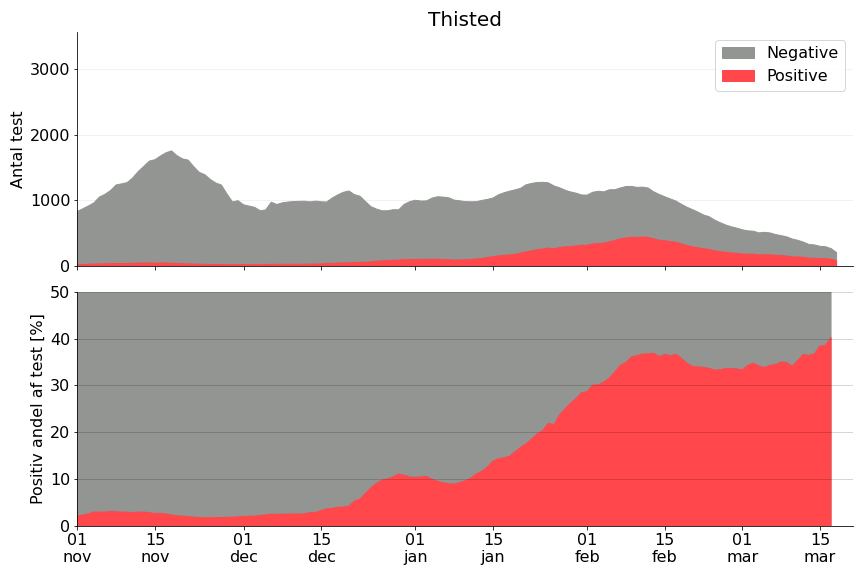 Thisted
Antal test
3000
2000
1000
0
Negative
Positive
Positiv andel af test [%]
50
40
30
20
10
0
01 15 01 15 01 15 01 15 01 15
nov nov dec dec jan jan feb feb mar mar